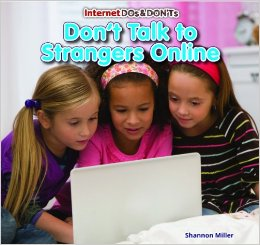 Internet DOs & DON'Ts
Don't Talk to
Strangers Online
Shannon Miller